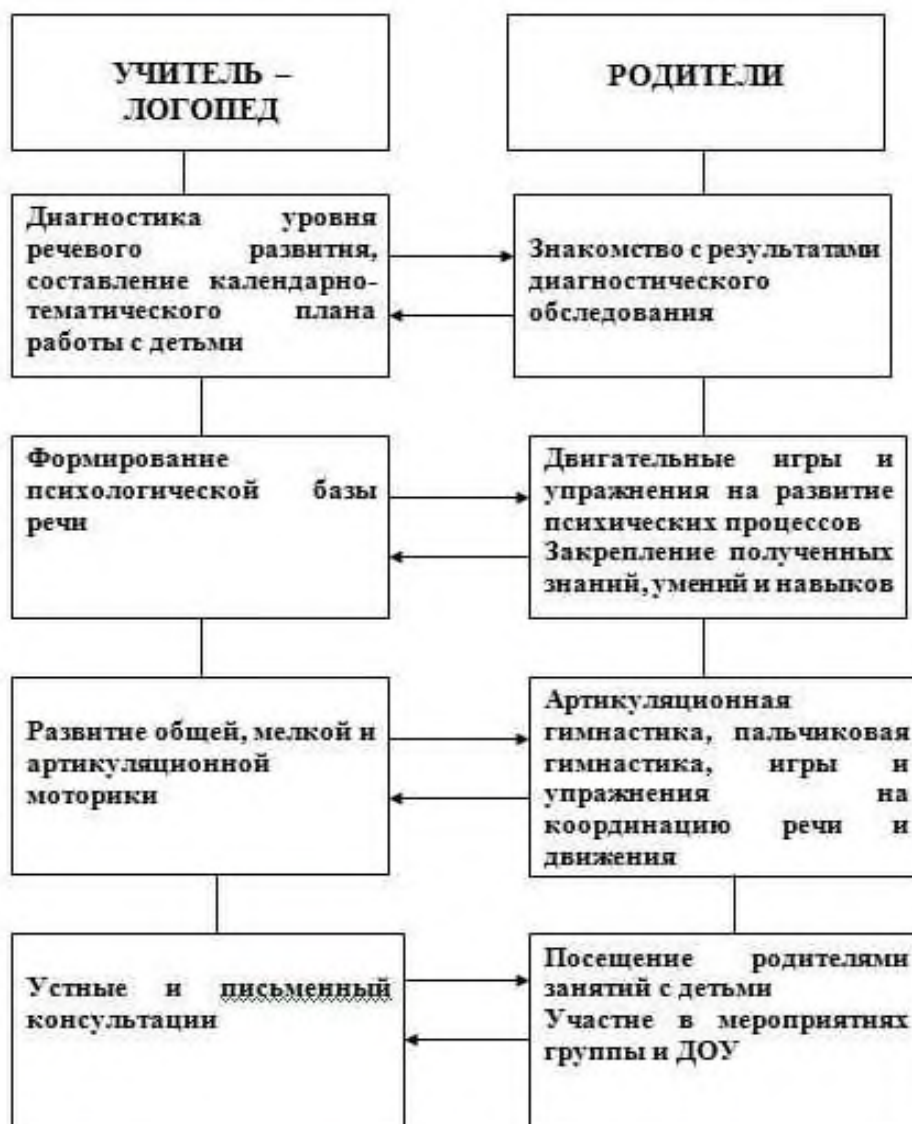 УЧИТЕЛЬ –
ЛОГОПЕД
РОДИТЕЛИ
Диагностика уровня
речевого развития,
составление календарно-
тематического плана
работы с детьми
Знакомство с результатами
диагностического
обследования
Формирование
психологической базы
речи
Двигательные игры и
упражнения на развитие
психических процессов
Закрепление полученных
знаний, умений и навыков
Развитие общей, мелкой и
артикуляционной
моторики
Артикуляционная
гимнастика, пальчиковая
гимнастика, игры и
упражнения на
координацию речи и
движения
Устные и письменный
консультации
Посещение родителями
занятий с детьми
Участие в мероприятиях
группы и ДОУ